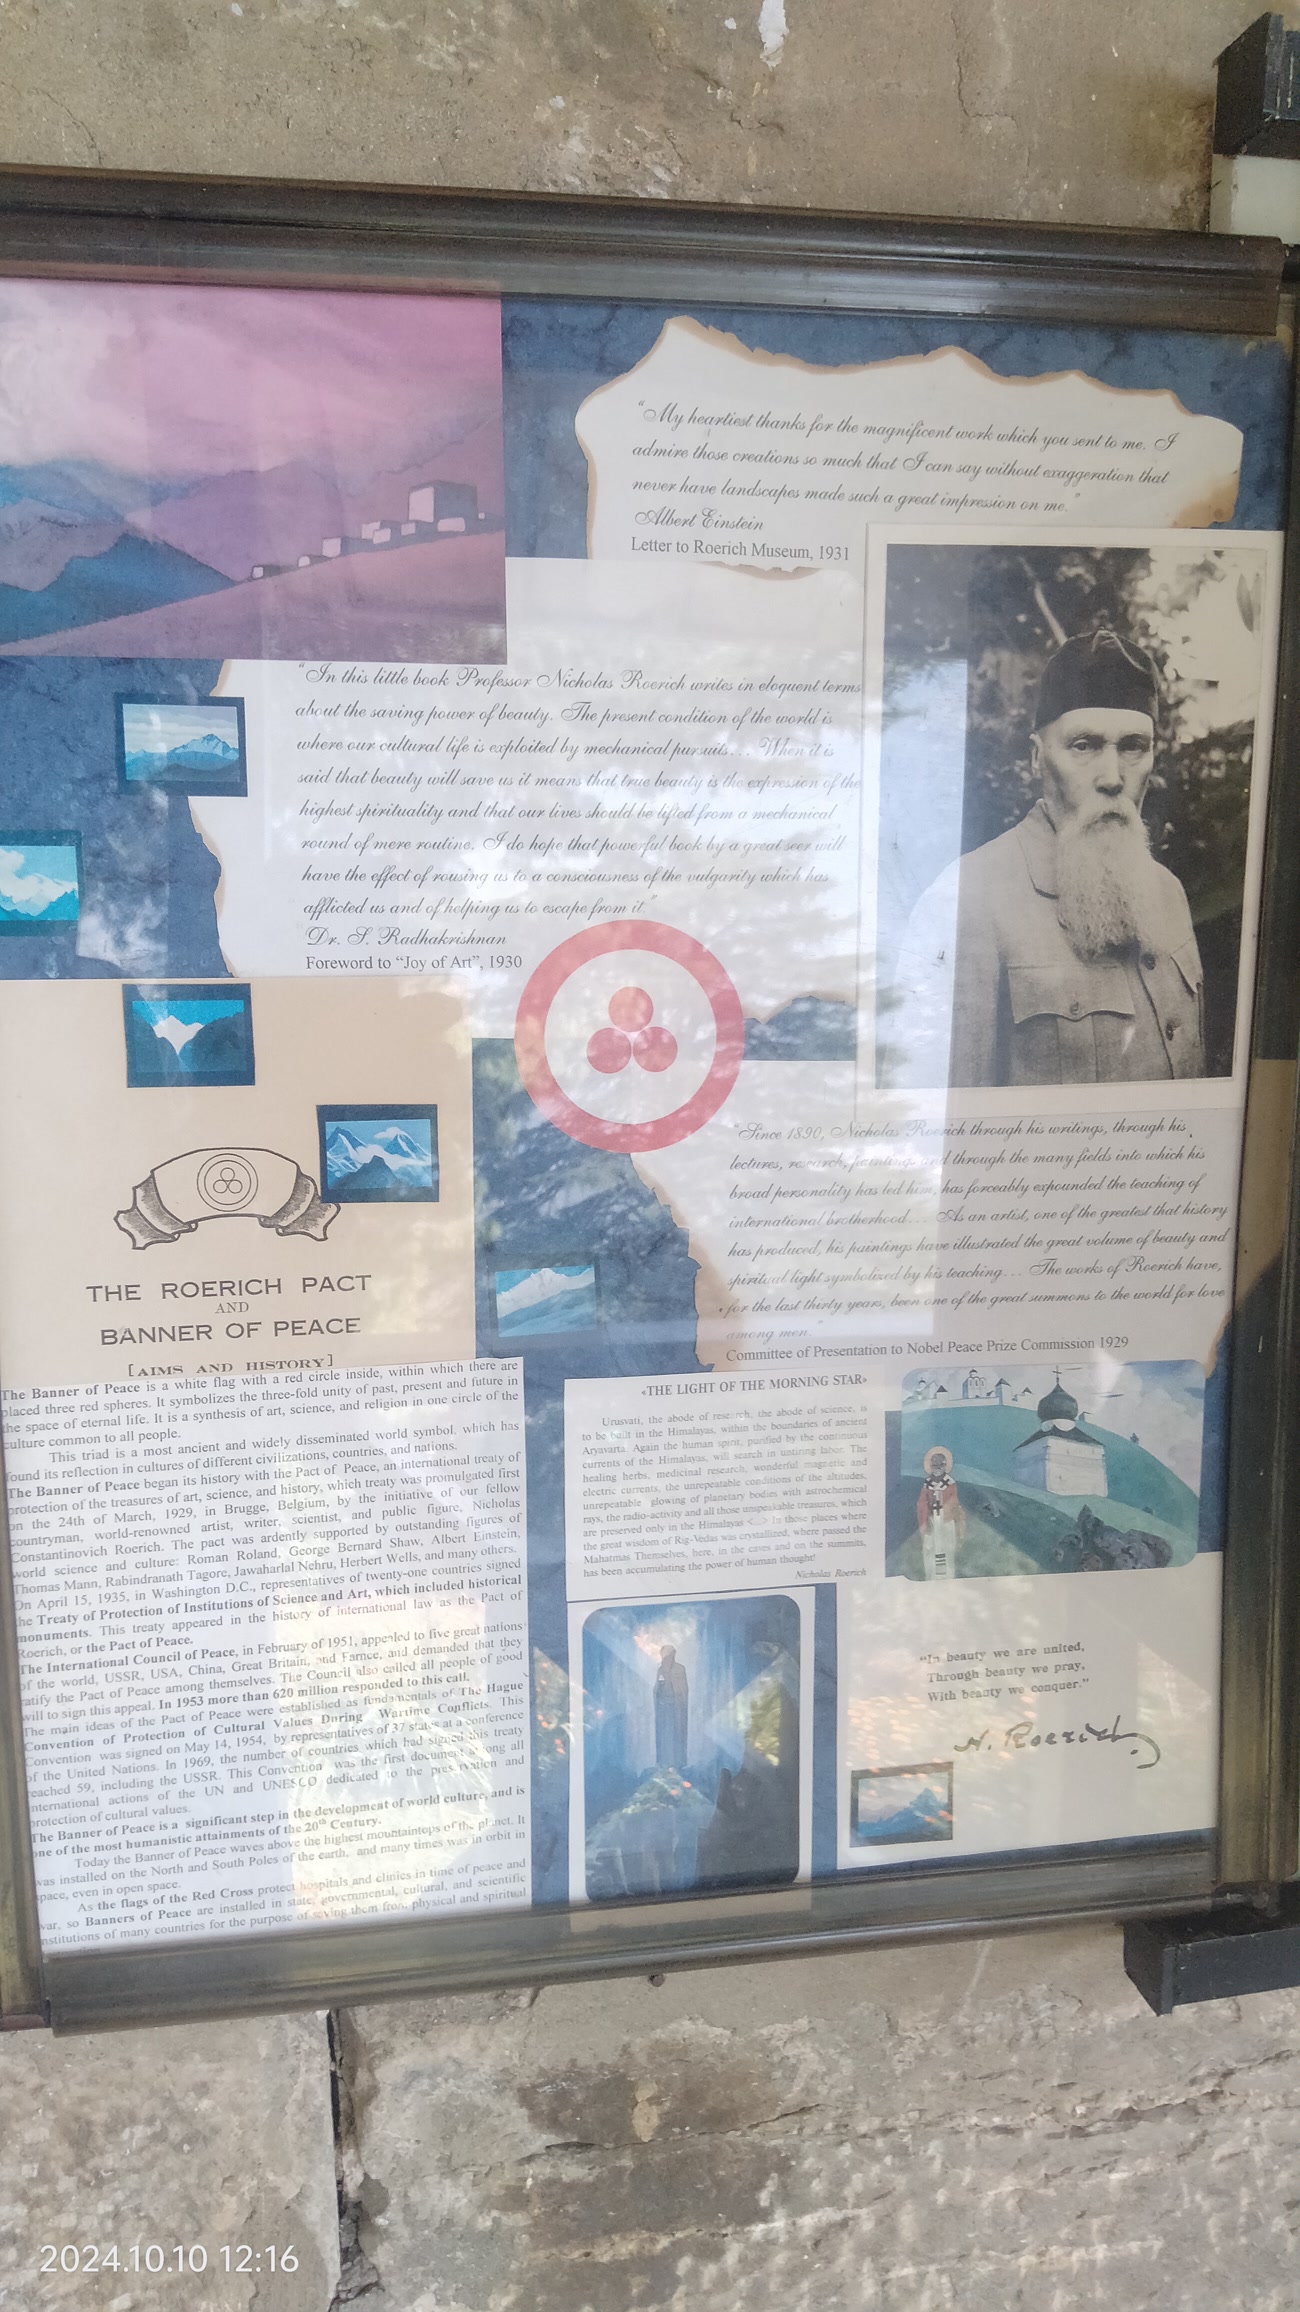 "My heartiest thanks for the magnificent work which you sent to me. I
admire those creations so much that I can say without exaggeration that
never have landscapes made such a great impression on me."
Albert Einstein
Letter to Roerich Museum, 1931
"In this little book Professor Nicholas Roerich writes in eloquent terms
about the saving power of beauty. The present condition of the world is
where our cultural life is exploited by mechanical pursuits... When it is
said that beauty will save us it means that true beauty is the expression of the
highest spirituality and that our lives should be lifted from a mechanical
round of mere routine. I do hope that powerful book by a great seer will
have the effect of rousing us to a consciousness of the vulgarity which has
afflicted us and of helping us to escape from it."
Dr. S. Radhakrishnan
Foreword to "Joy of Art", 1930
"Since 1890, Nicholas Roerich through his writings, through his
lectures, research, paintings and through the many fields into which his
broad personality has led him, has forceably expounded the teaching of
international brotherhood... As an artist, one of the greatest that history
has produced, his paintings have illustrated the great volume of beauty and
spiritual light symbolized by his teaching... The works of Roerich have,
for the last thirty years, been one of the great summons to the world for love
among men."
Committee of Presentation to Nobel Peace Prize Commission 1929
THE ROERICH PACT
AND
BANNER OF PEACE
[AIMS AND HISTORY]
The Banner of Peace is a white flag with a red circle inside, within which there are
placed three red spheres. It symbolizes the three-fold unity of past, present and future in
the space of eternal life. It is a synthesis of art, science, and religion in one circle of the
culture common to all people.
This triad is a most ancient and widely disseminated world symbol, which has
found its reflection in cultures of different civilizations, countries, and nations.
The Banner of Peace began its history with the Pact of Peace, an international treaty of
protection of the treasures of art, science, and history, which treaty was promulgated first
on the 24th of March, 1929, in Brugge, Belgium, by the initiative of our fellow
countryman, world-renowned artist, writer, scientist, and public figure, Nicholas
Constantinovich Roerich. The pact was ardently supported by outstanding figures of
world science and culture: Roman Roland, George Bernard Shaw, Albert Einstein,
Thomas Mann, Rabindranath Tagore, Jawaharlal Nehru, Herbert Wells, and many others.
On April 15, 1935, in Washington D.C., representatives of twenty-one countries signed
the Treaty of Protection of Institutions of Science and Art, which included historical
monuments. This treaty appeared in the history of international law as the Pact of
Roerich, or the Pact of Peace.
The International Council of Peace, in February of 1951, appealed to five great nations
of the world, USSR, USA, China, Great Britain, and Farnce, and demanded that they
ratify the Pact of Peace among themselves. The Council also called all people of good
will to sign this appeal. In 1953 more than 620 million responded to this call.
The main ideas of the Pact of Peace were established as fundamentals of The Hague
Convention of Protection of Cultural Values During Wartime Conflicts. This
Convention was signed on May 14, 1954, by representatives of 37 states at a conference
of the United Nations. In 1969, the number of countries which had signed this treaty
reached 59, including the USSR. This Convention was the first document among all
international actions of the UN and UNESCO dedicated to the preservation and
protection of cultural values.
The Banner of Peace is a significant step in the development of world culture, and is
one of the most humanistic attainments of the 20th Century.
Today the Banner of Peace waves above the highest mountaintops of the planet. It
was installed on the North and South Poles of the earth, and many times was in orbit in
space, even in open space.
As the flags of the Red Cross protect hospitals and clinics in time of peace and
war, so Banners of Peace are installed in state, governmental, cultural, and scientific
institutions of many countries for the purpose of saving them from physical and spiritual
«THE LIGHT OF THE MORNING STAR»
Urusvati, the abode of research, the abode of science, is
to be built in the Himalayas, within the boundaries of ancient
Aryavarta. Again the human spirit, purified by the continuous
currents of the Himalayas, will search in untiring labor. The
healing herbs, medicinal research, wonderful magnetic and
electric currents, the unrepeatable conditions of the altitudes,
unrepeatable glowing of planetary bodies with astrochemical
rays, the radio-activity and all those unspeakable treasures, which
are preserved only in the Himalayas <...> In those places where
the great wisdom of Rig-Vedas was crystallized, where passed the
Mahatmas Themselves, here, in the caves and on the summits,
has been accumulating the power of human thought!
Nicholas Roerich
"In beauty we are united,
Through beauty we pray,
With beauty we conquer."
N. Roerich
2024.10.10 12:16